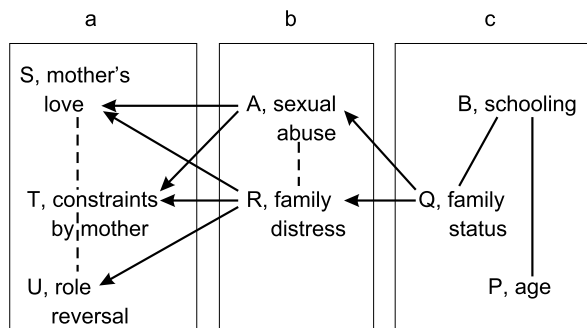 a
b
c
S, mother's
love
A, sexual
abuse
B, schooling
T, constraints
by mother
R, family
distress
Q, family
status
U, role
reversal
P, age